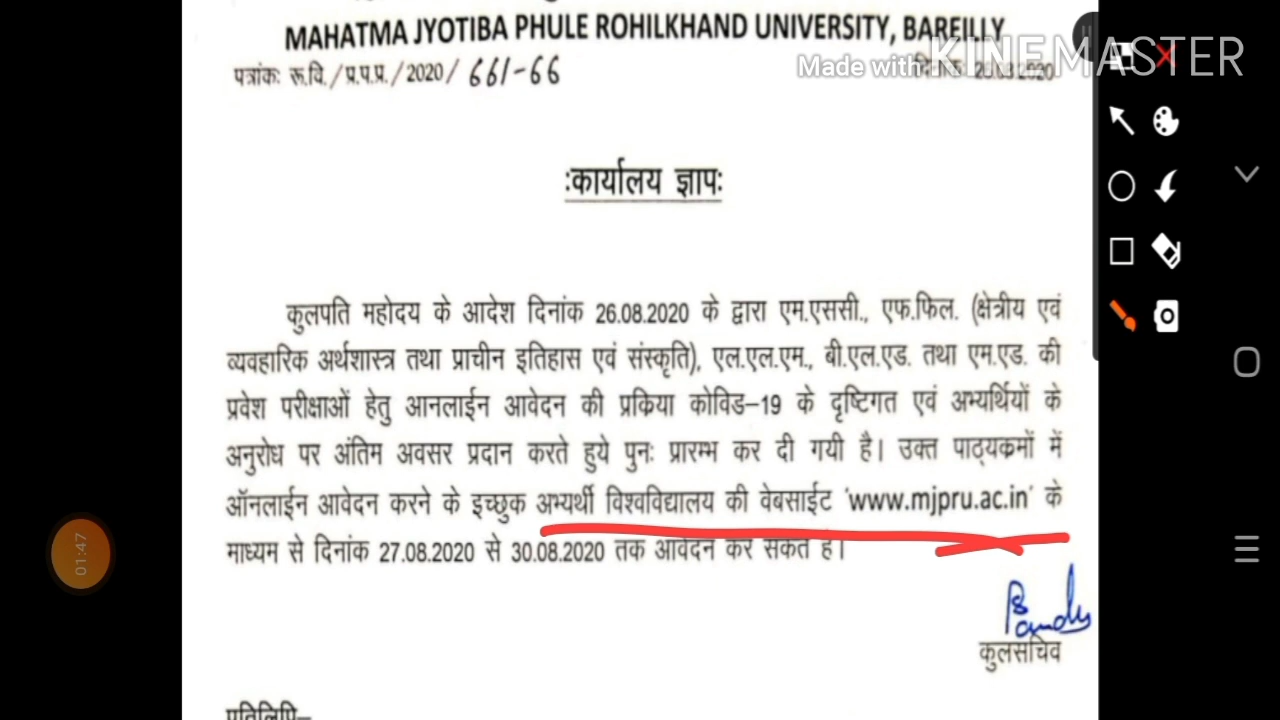 MAHATMA JYOTIBA PHULE ROHILKHAND UNIVERSITY, BAREILLY
Made with KINEMASTER
पत्रांकः रू.वि./प्र.प.प्र./2020/ 661-66
:कार्यालय ज्ञापः
कुलपति महोदय के आदेश दिनांक 26.08.2020 के द्वारा एम.एससी., एफ.फिल. (क्षेत्रीय एवं
व्यवहारिक अर्थशास्त्र तथा प्राचीन इतिहास एवं संस्कृति), एल.एल.एम., बी.एल.एड. तथा एम.एड. की
प्रवेश परीक्षाओं हेतु आनलाईन आवेदन की प्रक्रिया कोविड–19 के दृष्टिगत एवं अभ्यर्थियों के
अनुरोध पर अंतिम अवसर प्रदान करते हुये पुनः प्रारम्भ कर दी गयी है। उक्त पाठ्यक्रमों में
ऑनलाईन आवेदन करने के इच्छुक अभ्यर्थी विश्वविद्यालय की वेबसाईट 'www.mjpru.ac.in' के
माध्यम से दिनांक 27.08.2020 से 30.08.2020 तक आवेदन कर सकते है।
कुलसचिव
प्रतिलिपि–
01:47